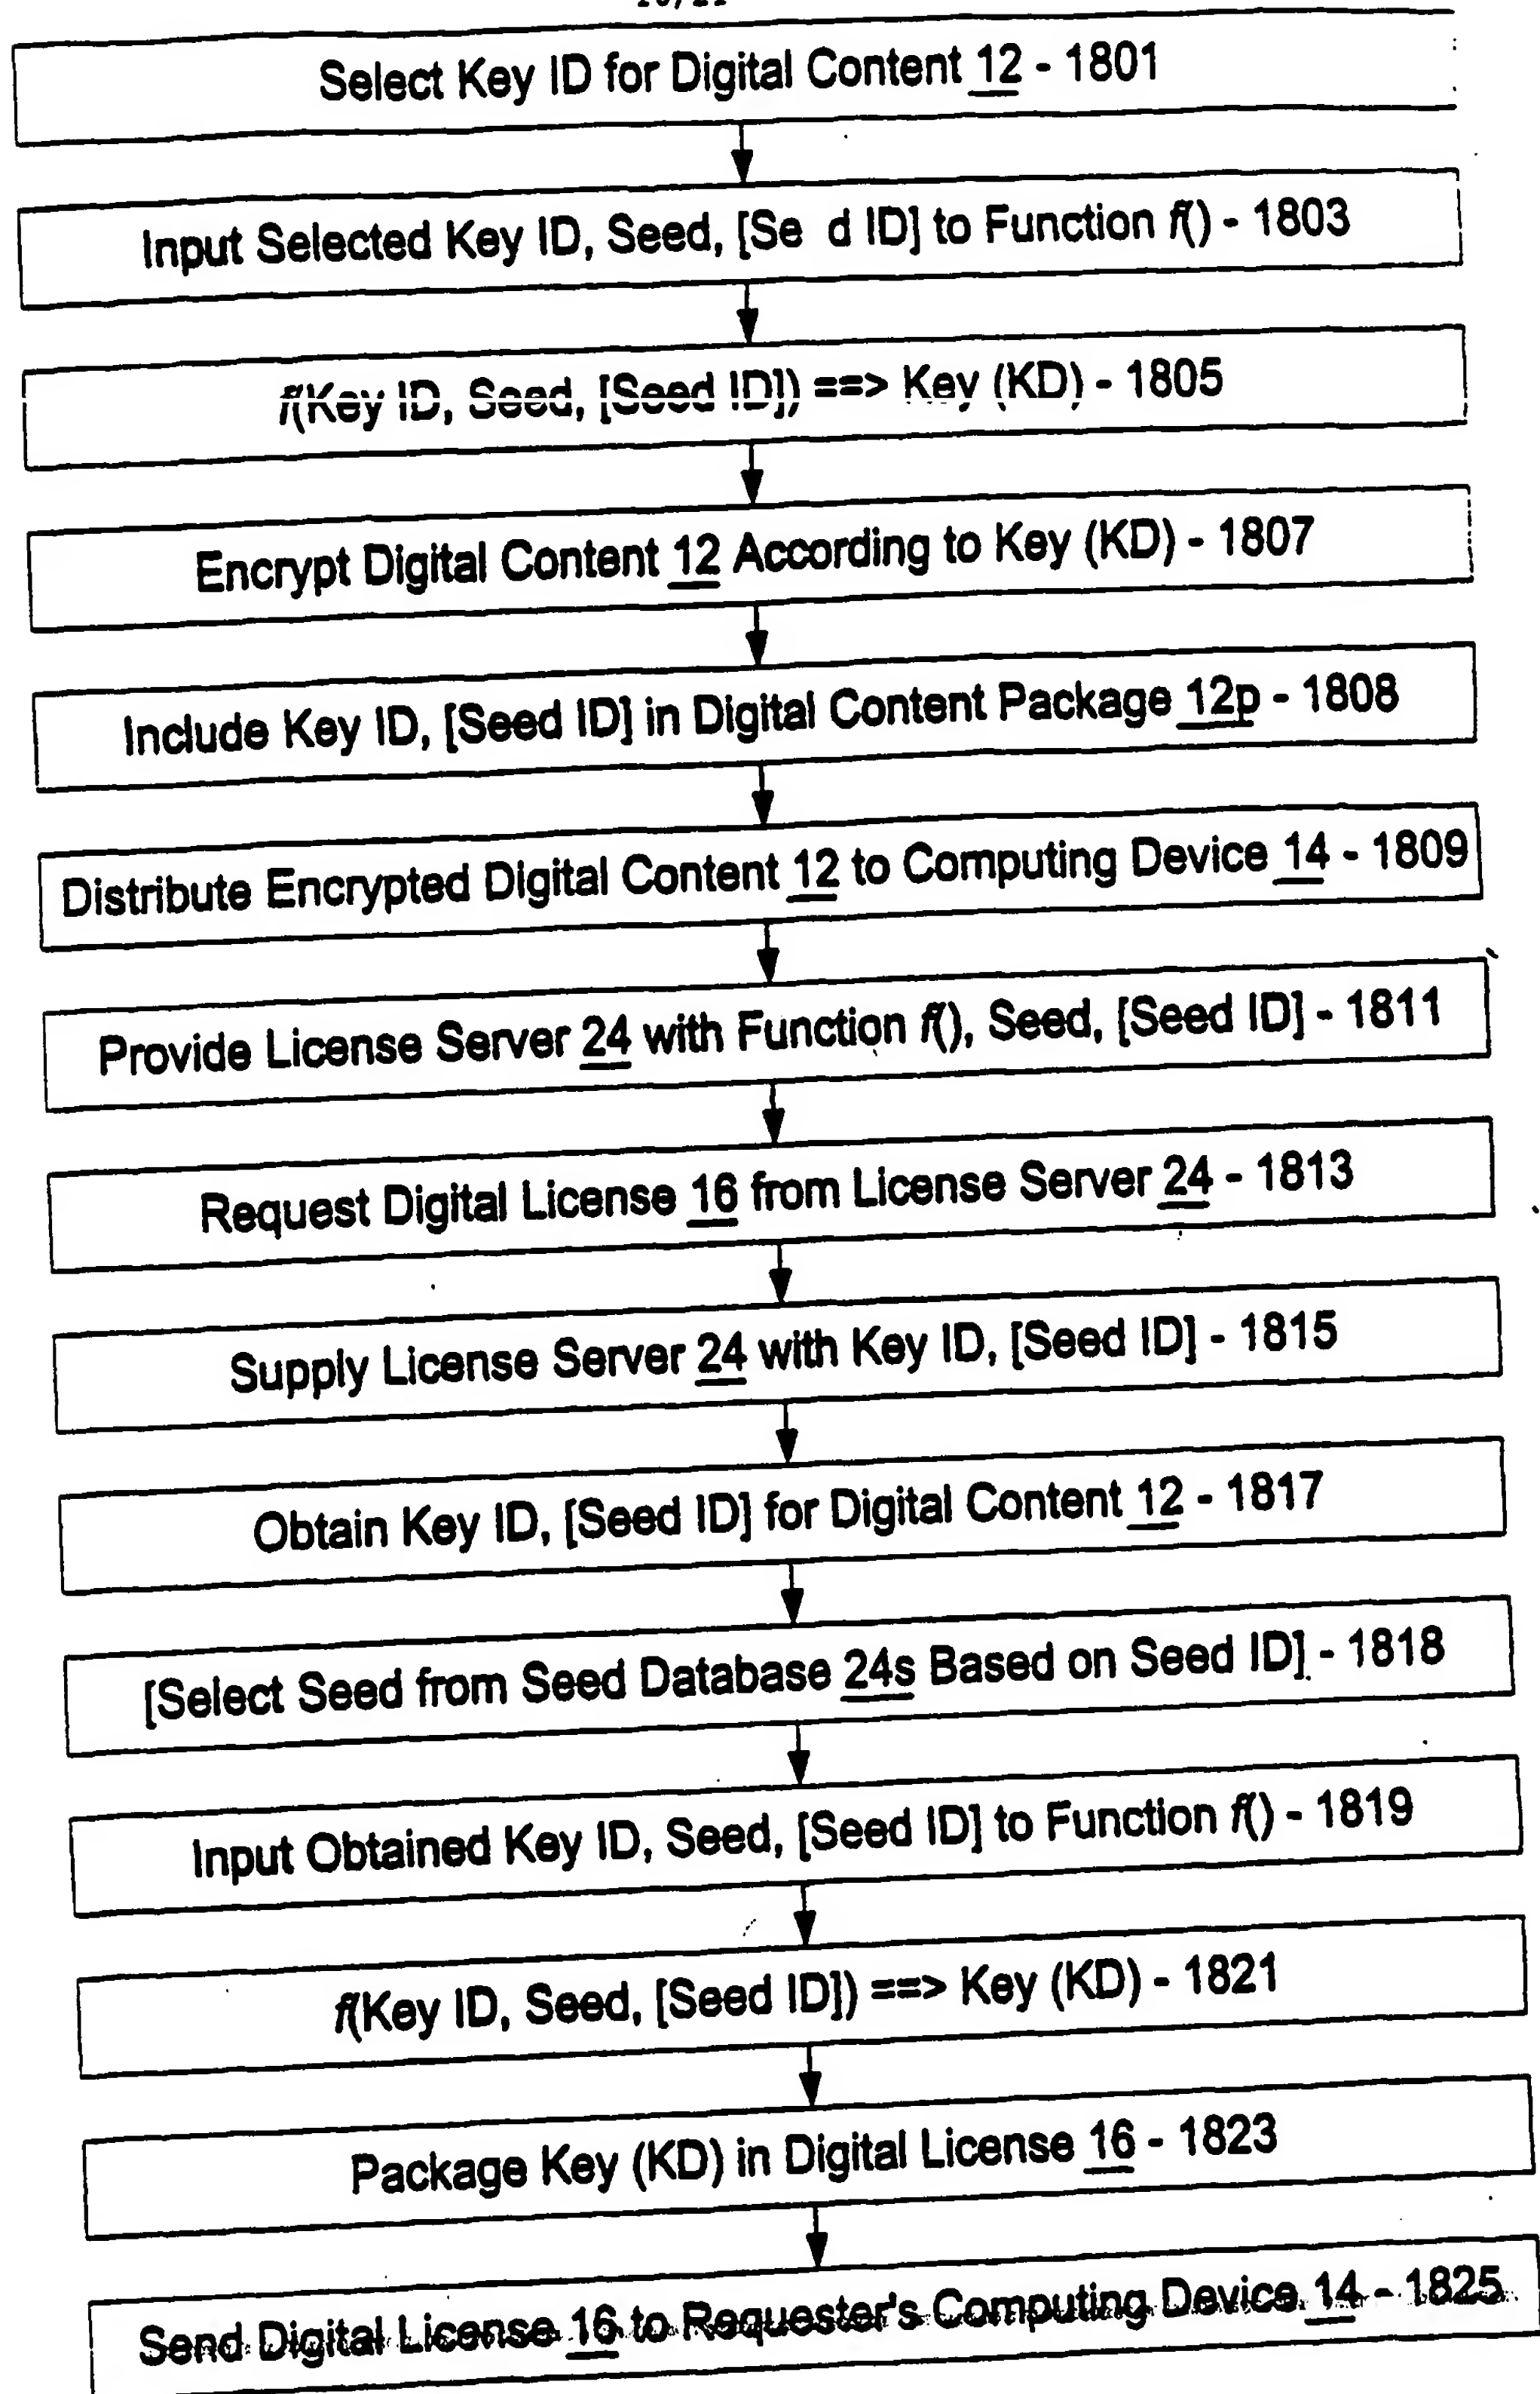 Select Key ID for Digital Content 12 - 1801
Input Selected Key ID, Seed, [Se d ID] to Function f() - 1803
f(Key ID, Seed, [Seed ID]) ==> Key (KD) - 1805
Encrypt Digital Content 12 According to Key (KD) - 1807
Include Key ID, [Seed ID] in Digital Content Package 12p - 1808
Distribute Encrypted Digital Content 12 to Computing Device 14 - 1809
Provide License Server 24 with Function f(), Seed, [Seed ID] - 1811
Request Digital License 16 from License Server 24 - 1813
Supply License Server 24 with Key ID, [Seed ID] - 1815
Obtain Key ID, [Seed ID] for Digital Content 12 - 1817
[Select Seed from Seed Database 24s Based on Seed ID] - 1818
Input Obtained Key ID, Seed, [Seed ID] to Function f() - 1819
f(Key ID, Seed, [Seed ID]) ==> Key (KD) - 1821
Package Key (KD) in Digital License 16 - 1823
Send Digital License 16 to Requester's Computing Device 14 - 1825